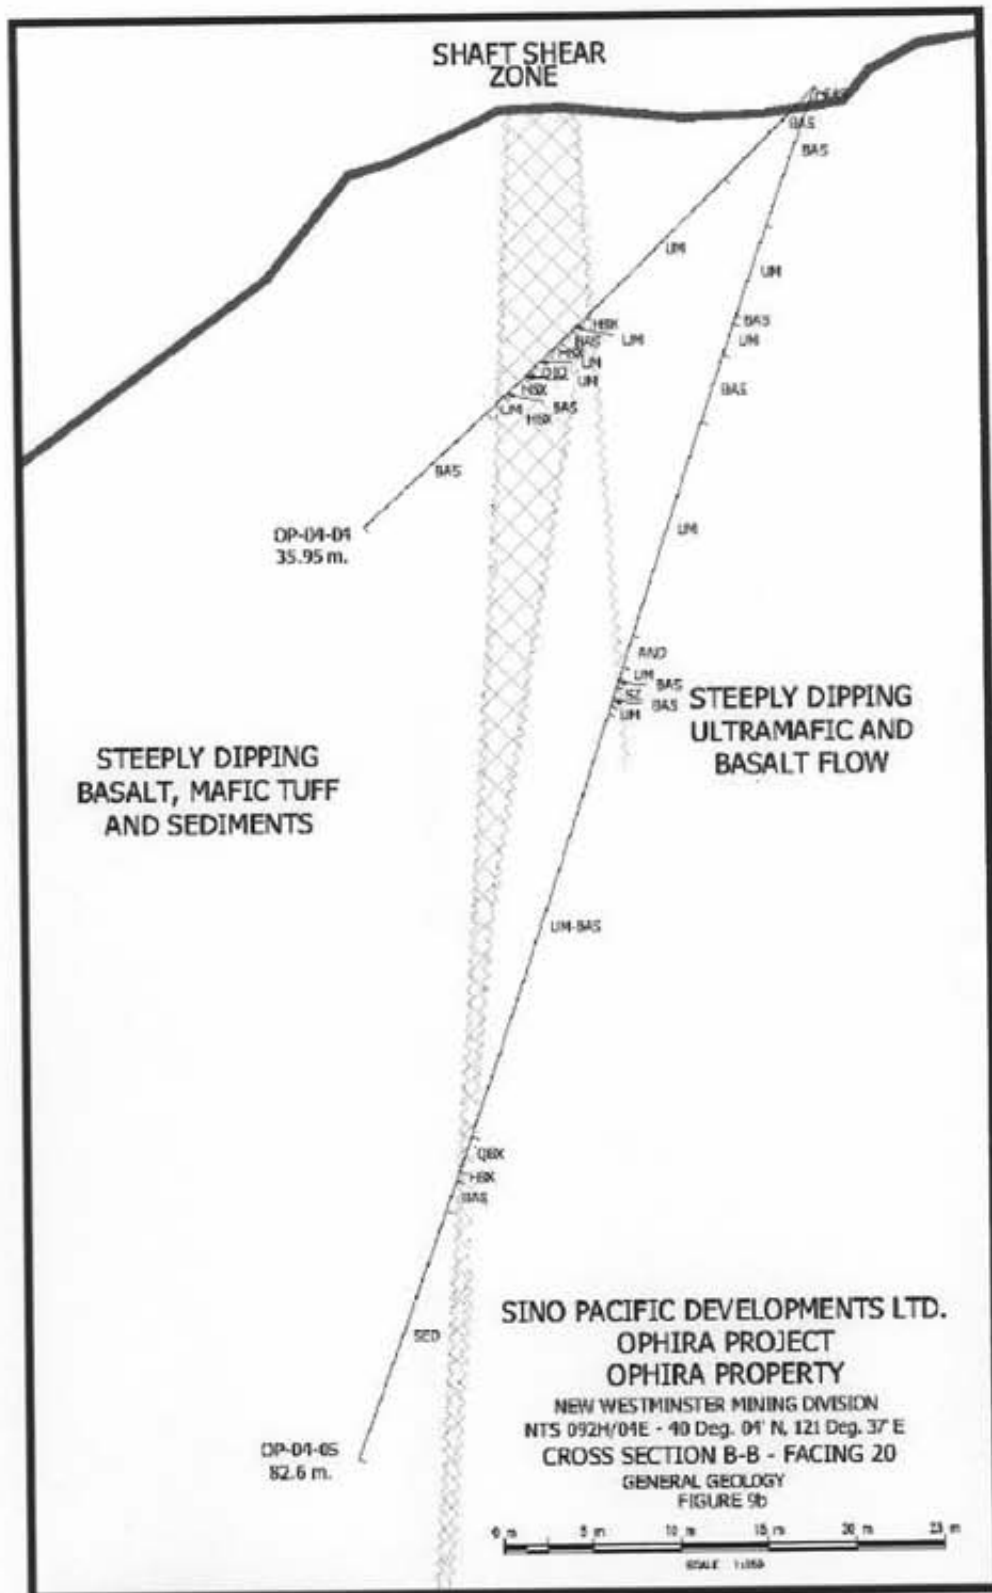 SHAFT SHEAR
ZONE
BAS
BAS
UM
UM
HBX
UM
BAS
HBX
UM
UM
HBX
BAS
UM
HBX
BAS
UM
BAS
BAS
UM
BAS
OP-04-04
35.95 m.
AND
UM
BAS
BAS
UM
STEEPLY DIPPING
ULTRAMAFIC AND
BASALT FLOW
STEEPLY DIPPING
BASALT, MAFIC TUFF
AND SEDIMENTS
UM-BAS
QBX
HBX
BAS
SED
OP-04-05
82.6 m.
SINO PACIFIC DEVELOPMENTS LTD.
OPHIRA PROJECT
OPHIRA PROPERTY
NEW WESTMINSTER MINING DIVISION
NTS 092H/04E - 40 Deg. 04' N, 121 Deg. 37' E
CROSS SECTION B-B - FACING 20
GENERAL GEOLOGY
FIGURE 9b
0 m 5 m 10 m 15 m 20 m 25 m
SCALE